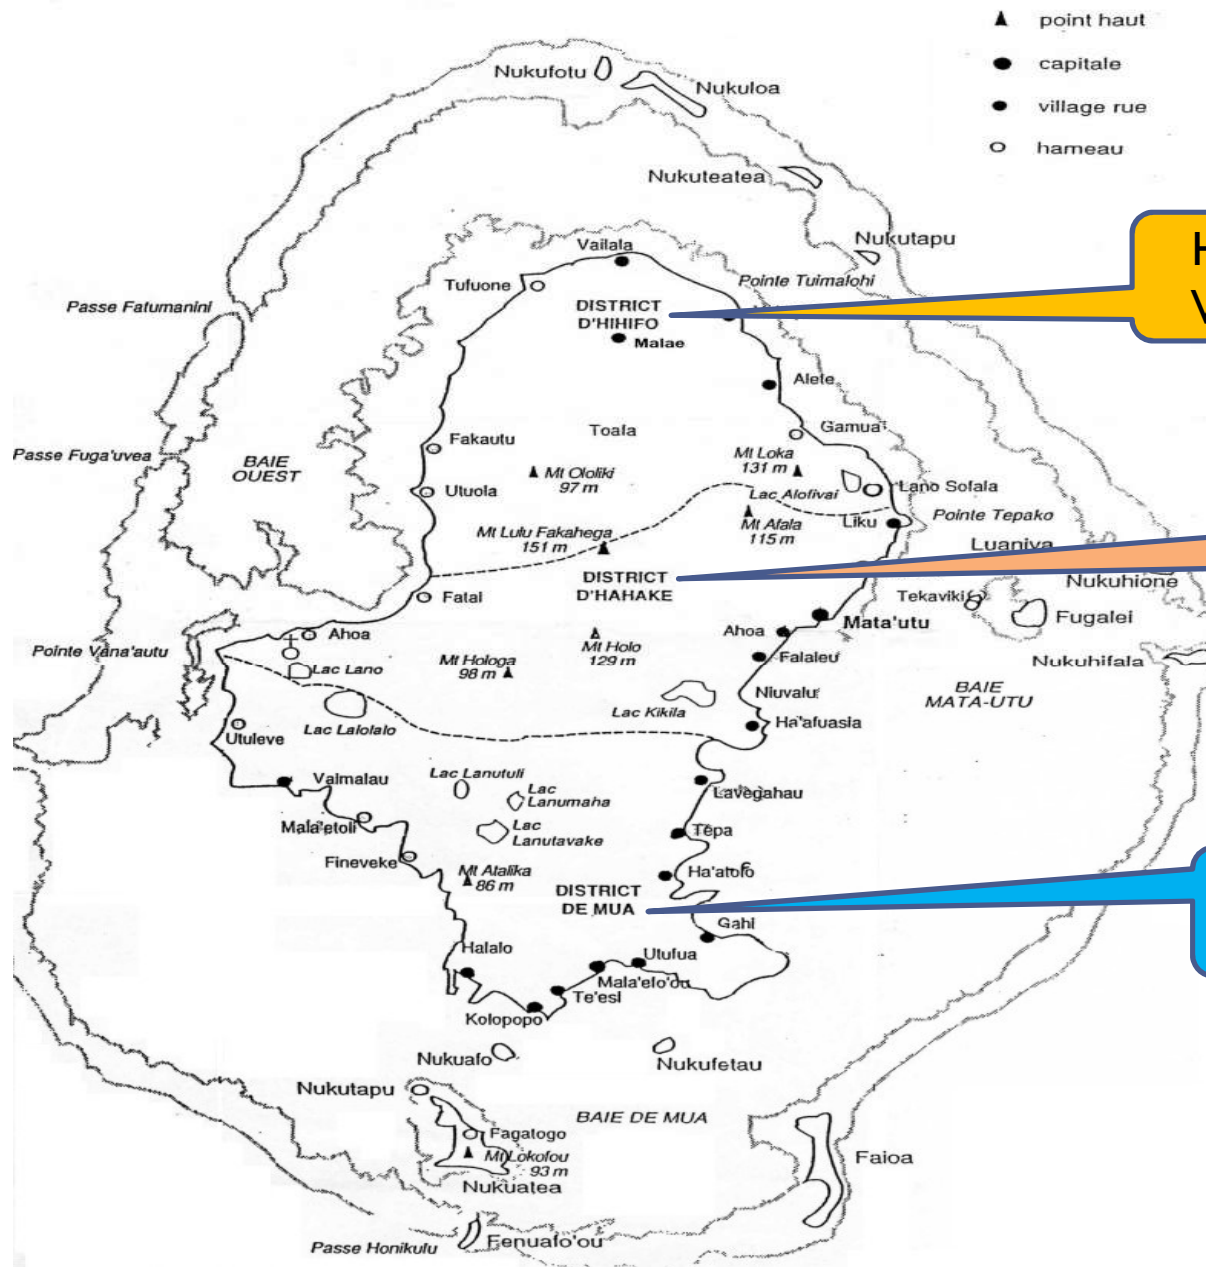 point haut
capitale
village rue
hameau
Nukufotu
Nukuloa
Nukuteatea
Nukutapu
Vailala
Tufuone
Pointe Tuimalohi
Passe Fatumanini
DISTRICT
D'HIHIFO
Malae
H
V
Alele
Gamua
Fakautu
Toafa
Passe Fuga'uvea
BAIE
OUEST
Mt Loka
131 m
Mt Ololiki
97 m
Utuola
Lac Alofivai
Lano Sofala
Mt Afala
115 m
Liku
Pointe Tepako
Mt Lulu Fakahega
151 m
Luaniva
DISTRICT
D'HAHAKE
Nukuhione
Fatal
Tekaviki
Fugalei
Mata'utu
Ahoa
Ahoa
Pointe Vana'autu
Mt Holo
129 m
Falaleu
Nukuhifala
Lac Lano
Mt Hologa
98 m
BAIE
MATA-UTU
Niuvalu
Lac Kikila
Lac Lalolalo
Ha'afuasia
Utuleve
Valmalau
Lac Lanutuli
Lac
Lanumaha
Lavegahau
Mala'etoli
Lac
Lanutavake
Tepa
Fineveke
Mt Atalika
86 m
Ha'atofo
DISTRICT
DE MUA
Gahi
Halalo
Utufua
Mala'efo'ou
Te'esi
Kolopopo
Nukuafo
Nukufetau
Nukutapu
BAIE DE MUA
Fagatogo
Mt Lokofou
93 m
Nukuatea
Faioa
Passe Honikulu
Fenuafo'ou